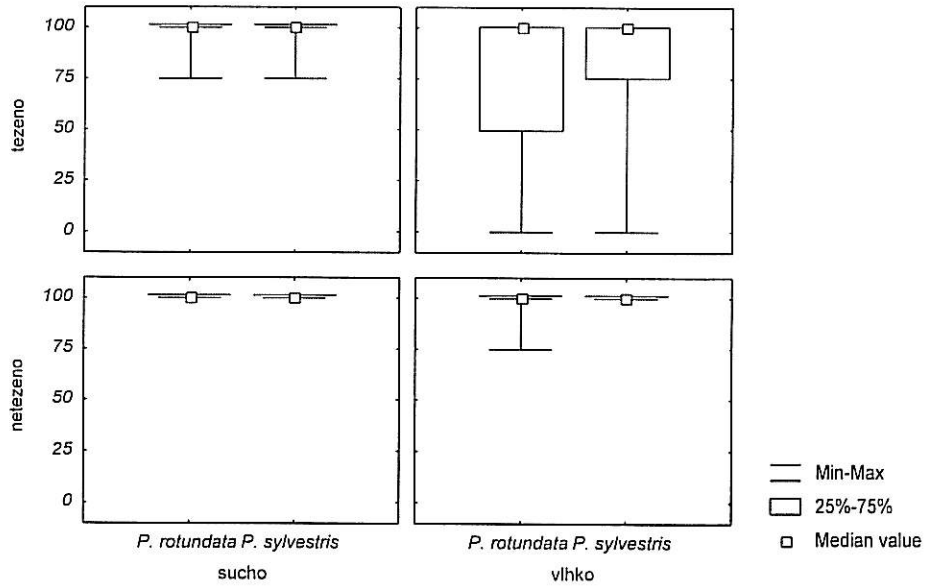 tezeno
100
75
50
25
0
netezeno
100
75
50
25
0
P. rotundata P. sylvestris
P. rotundata P. sylvestris
sucho
vlhko
Min-Max
25%-75%
Median value